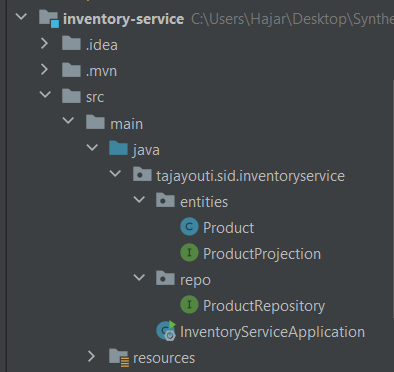 inventory-service C:\Users\Hajar\Desktop\Synthe
.idea
.mvn
src
main
java
tajayouti.sid.inventoryservice
entities
C Product
I ProductProjection
repo
I ProductRepository
InventoryServiceApplication
resources